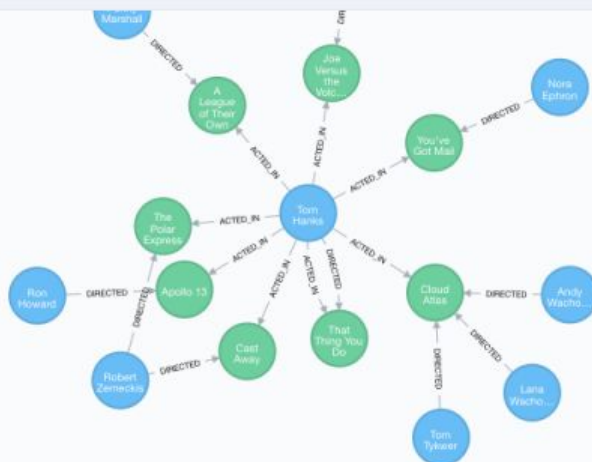 Marshall
DIRECTED
A
League
of Their
Own
Joe
Versus
the
Volc...
Nora
Ephron
DIRECTED
You've
Got Mail
ACTED_IN
ACTED_IN
ACTED_IN
Tom
Hanks
The
Polar
Express
ACTED_IN
ACTED_IN
ACTED_IN
ACTED_IN
DIRECTED
ACTED_IN
Ron
Howard
DIRECTED
Apollo 13
DIRECTED
Cloud
Atlas
DIRECTED
Andy
Wacho...
Cast
Away
That
Thing You
Do
DIRECTED
Robert
Zemeckis
DIRECTED
DIRECTED
Lana
Wacho...
Tom
Tykwer